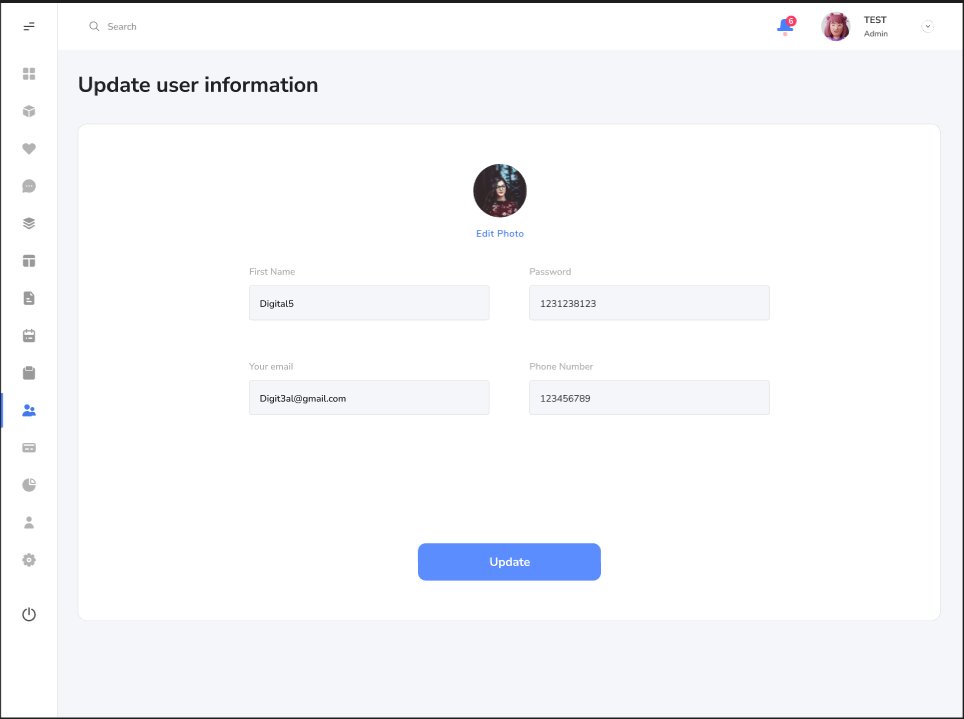 Search
6
TEST
Admin
Update user information
Edit Photo
First Name
Password
Digital5
1231238123
Your email
Phone Number
Digit3al@gmail.com
123456789
Update